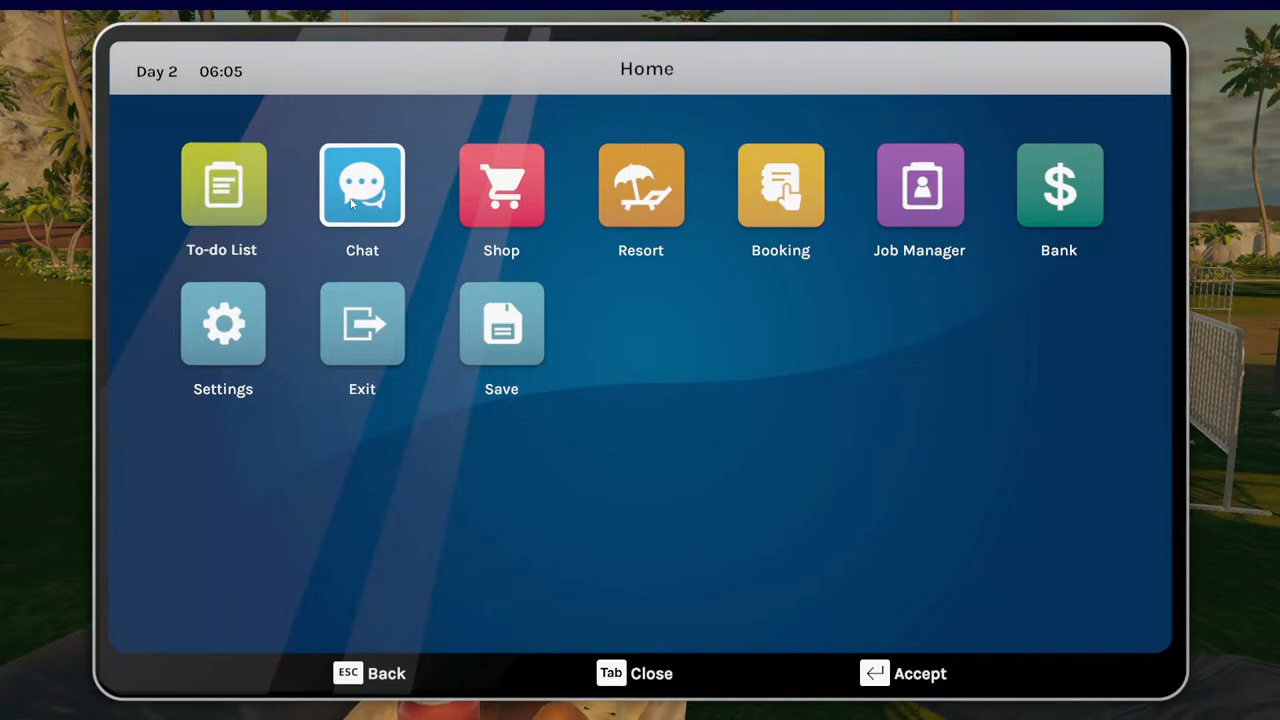 Day 2 06:05 Home
To-do List Chat Shop Resort Booking Job Manager Bank
Settings Exit Save
ESC Back Tab Close Accept